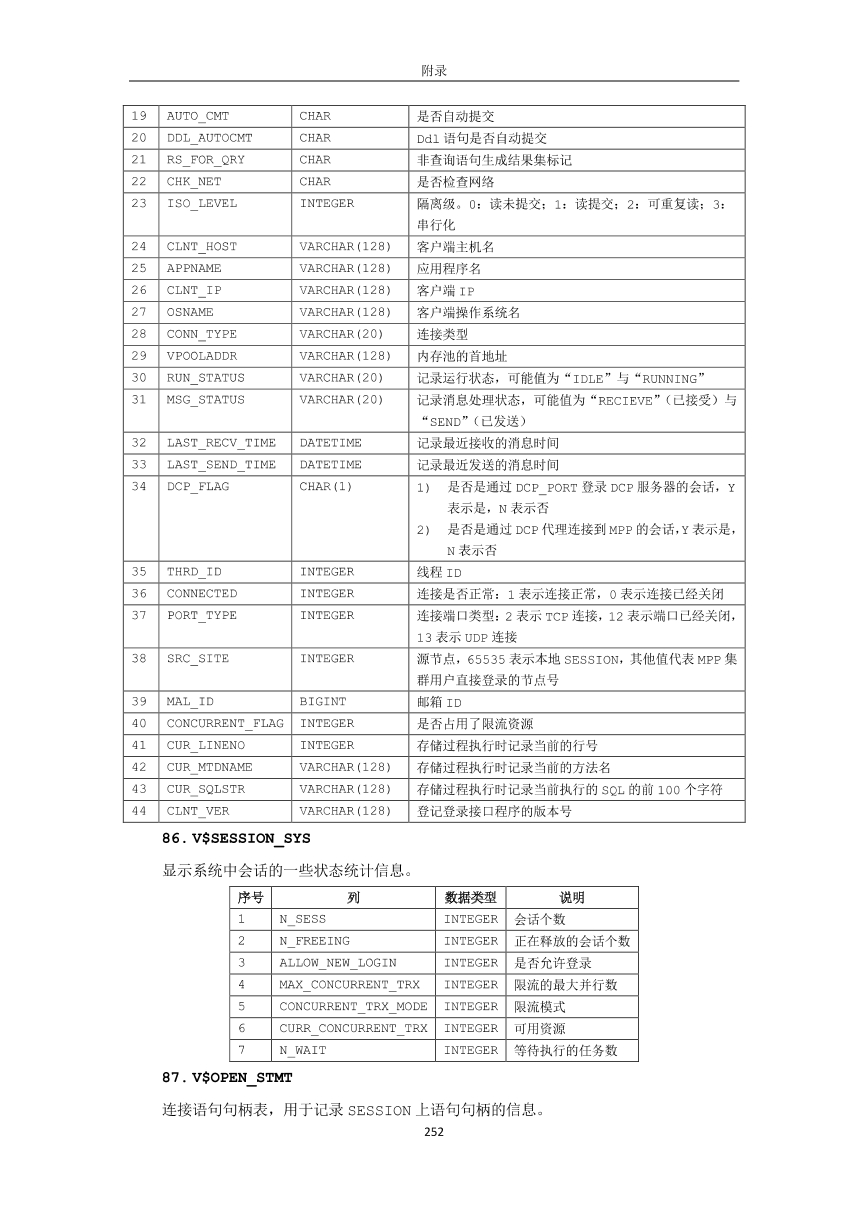 附录
19 AUTO_CMT CHAR 是否自动提交
20 DDL_AUTOCMT CHAR Ddl 语句是否自动提交
21 RS_FOR_QRY CHAR 非查询语句生成结果集标记
22 CHK_NET CHAR 是否检查网络
23 ISO_LEVEL INTEGER 隔离级。0：读未提交；1：读提交；2：可重复读；3：
串行化
24 CLNT_HOST VARCHAR(128) 客户端主机名
25 APPNAME VARCHAR(128) 应用程序名
26 CLNT_IP VARCHAR(128) 客户端 IP
27 OSNAME VARCHAR(128) 客户端操作系统名
28 CONN_TYPE VARCHAR(20) 连接类型
29 VPOOLADDR VARCHAR(128) 内存池的首地址
30 RUN_STATUS VARCHAR(20) 记录运行状态，可能值为“IDLE”与“RUNNING”
31 MSG_STATUS VARCHAR(20) 记录消息处理状态，可能值为“RECIEVE”（已接受）与
“SEND”（已发送）
32 LAST_RECV_TIME DATETIME 记录最近接收的消息时间
33 LAST_SEND_TIME DATETIME 记录最近发送的消息时间
34 DCP_FLAG CHAR(1) 1) 是否是通过 DCP_PORT 登录 DCP 服务器的会话，Y
表示是，N 表示否
2) 是否是通过 DCP 代理连接到 MPP 的会话,Y 表示是，
N 表示否
35 THRD_ID INTEGER 线程 ID
36 CONNECTED INTEGER 连接是否正常：1 表示连接正常，0 表示连接已经关闭
37 PORT_TYPE INTEGER 连接端口类型：2 表示 TCP 连接，12 表示端口已经关闭，
13 表示 UDP 连接
38 SRC_SITE INTEGER 源节点，65535 表示本地 SESSION，其他值代表 MPP 集
群用户直接登录的节点号
39 MAL_ID BIGINT 邮箱 ID
40 CONCURRENT_FLAG INTEGER 是否占用了限流资源
41 CUR_LINENO INTEGER 存储过程执行时记录当前的行号
42 CUR_MTDNAME VARCHAR(128) 存储过程执行时记录当前的方法名
43 CUR_SQLSTR VARCHAR(128) 存储过程执行时记录当前执行的 SQL 的前 100 个字符
44 CLNT_VER VARCHAR(128) 登记登录接口程序的版本号
86. V$SESSION_SYS
显示系统中会话的一些状态统计信息。
序号 列 数据类型 说明
1 N_SESS INTEGER 会话个数
2 N_FREEING INTEGER 正在释放的会话个数
3 ALLOW_NEW_LOGIN INTEGER 是否允许登录
4 MAX_CONCURRENT_TRX INTEGER 限流的最大并行数
5 CONCURRENT_TRX_MODE INTEGER 限流模式
6 CURR_CONCURRENT_TRX INTEGER 可用资源
7 N_WAIT INTEGER 等待执行的任务数
87. V$OPEN_STMT
连接语句句柄表，用于记录 SESSION 上语句句柄的信息。
252